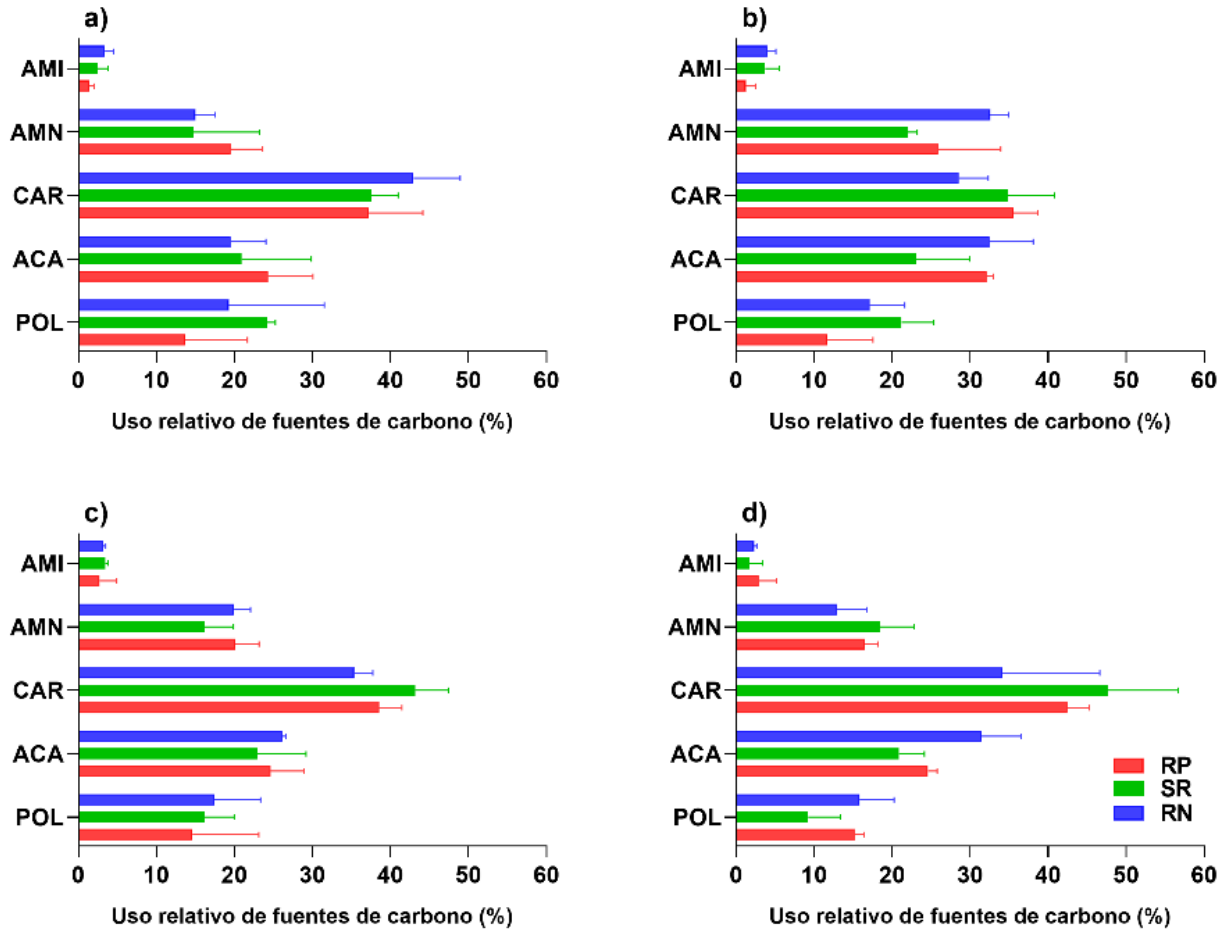 a)
AMI
AMN
CAR
ACA
POL
0 10 20 30 40 50 60
Uso relativo de fuentes de carbono (%)
b)
AMI
AMN
CAR
ACA
POL
0 10 20 30 40 50 60
Uso relativo de fuentes de carbono (%)
c)
AMI
AMN
CAR
ACA
POL
0 10 20 30 40 50 60
Uso relativo de fuentes de carbono (%)
d)
AMI
AMN
CAR
ACA
POL
RP
SR
RN
0 10 20 30 40 50 60
Uso relativo de fuentes de carbono (%)